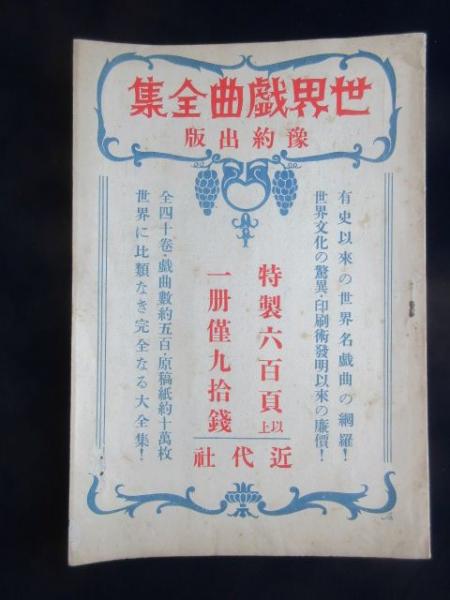 世界戯曲全集
豫約出版
有史以來の世界名戯曲の網羅！
世界文化の驚異・印刷術發明以來の廉價！
特製六百頁以上
一册僅九拾錢
全四十卷・戯曲數約五百・原稿紙約十萬枚
世界に比類なき完全なる大全集！
近代社